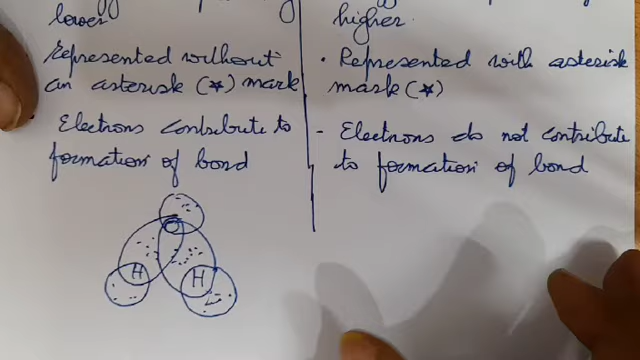 lower
Represented without
an asterisk (*) mark
Electrons contribute to
formation of bond
higher.
· Represented with asterisk
mark (*)
- Electrons do not contribute
to formation of bond
H
H